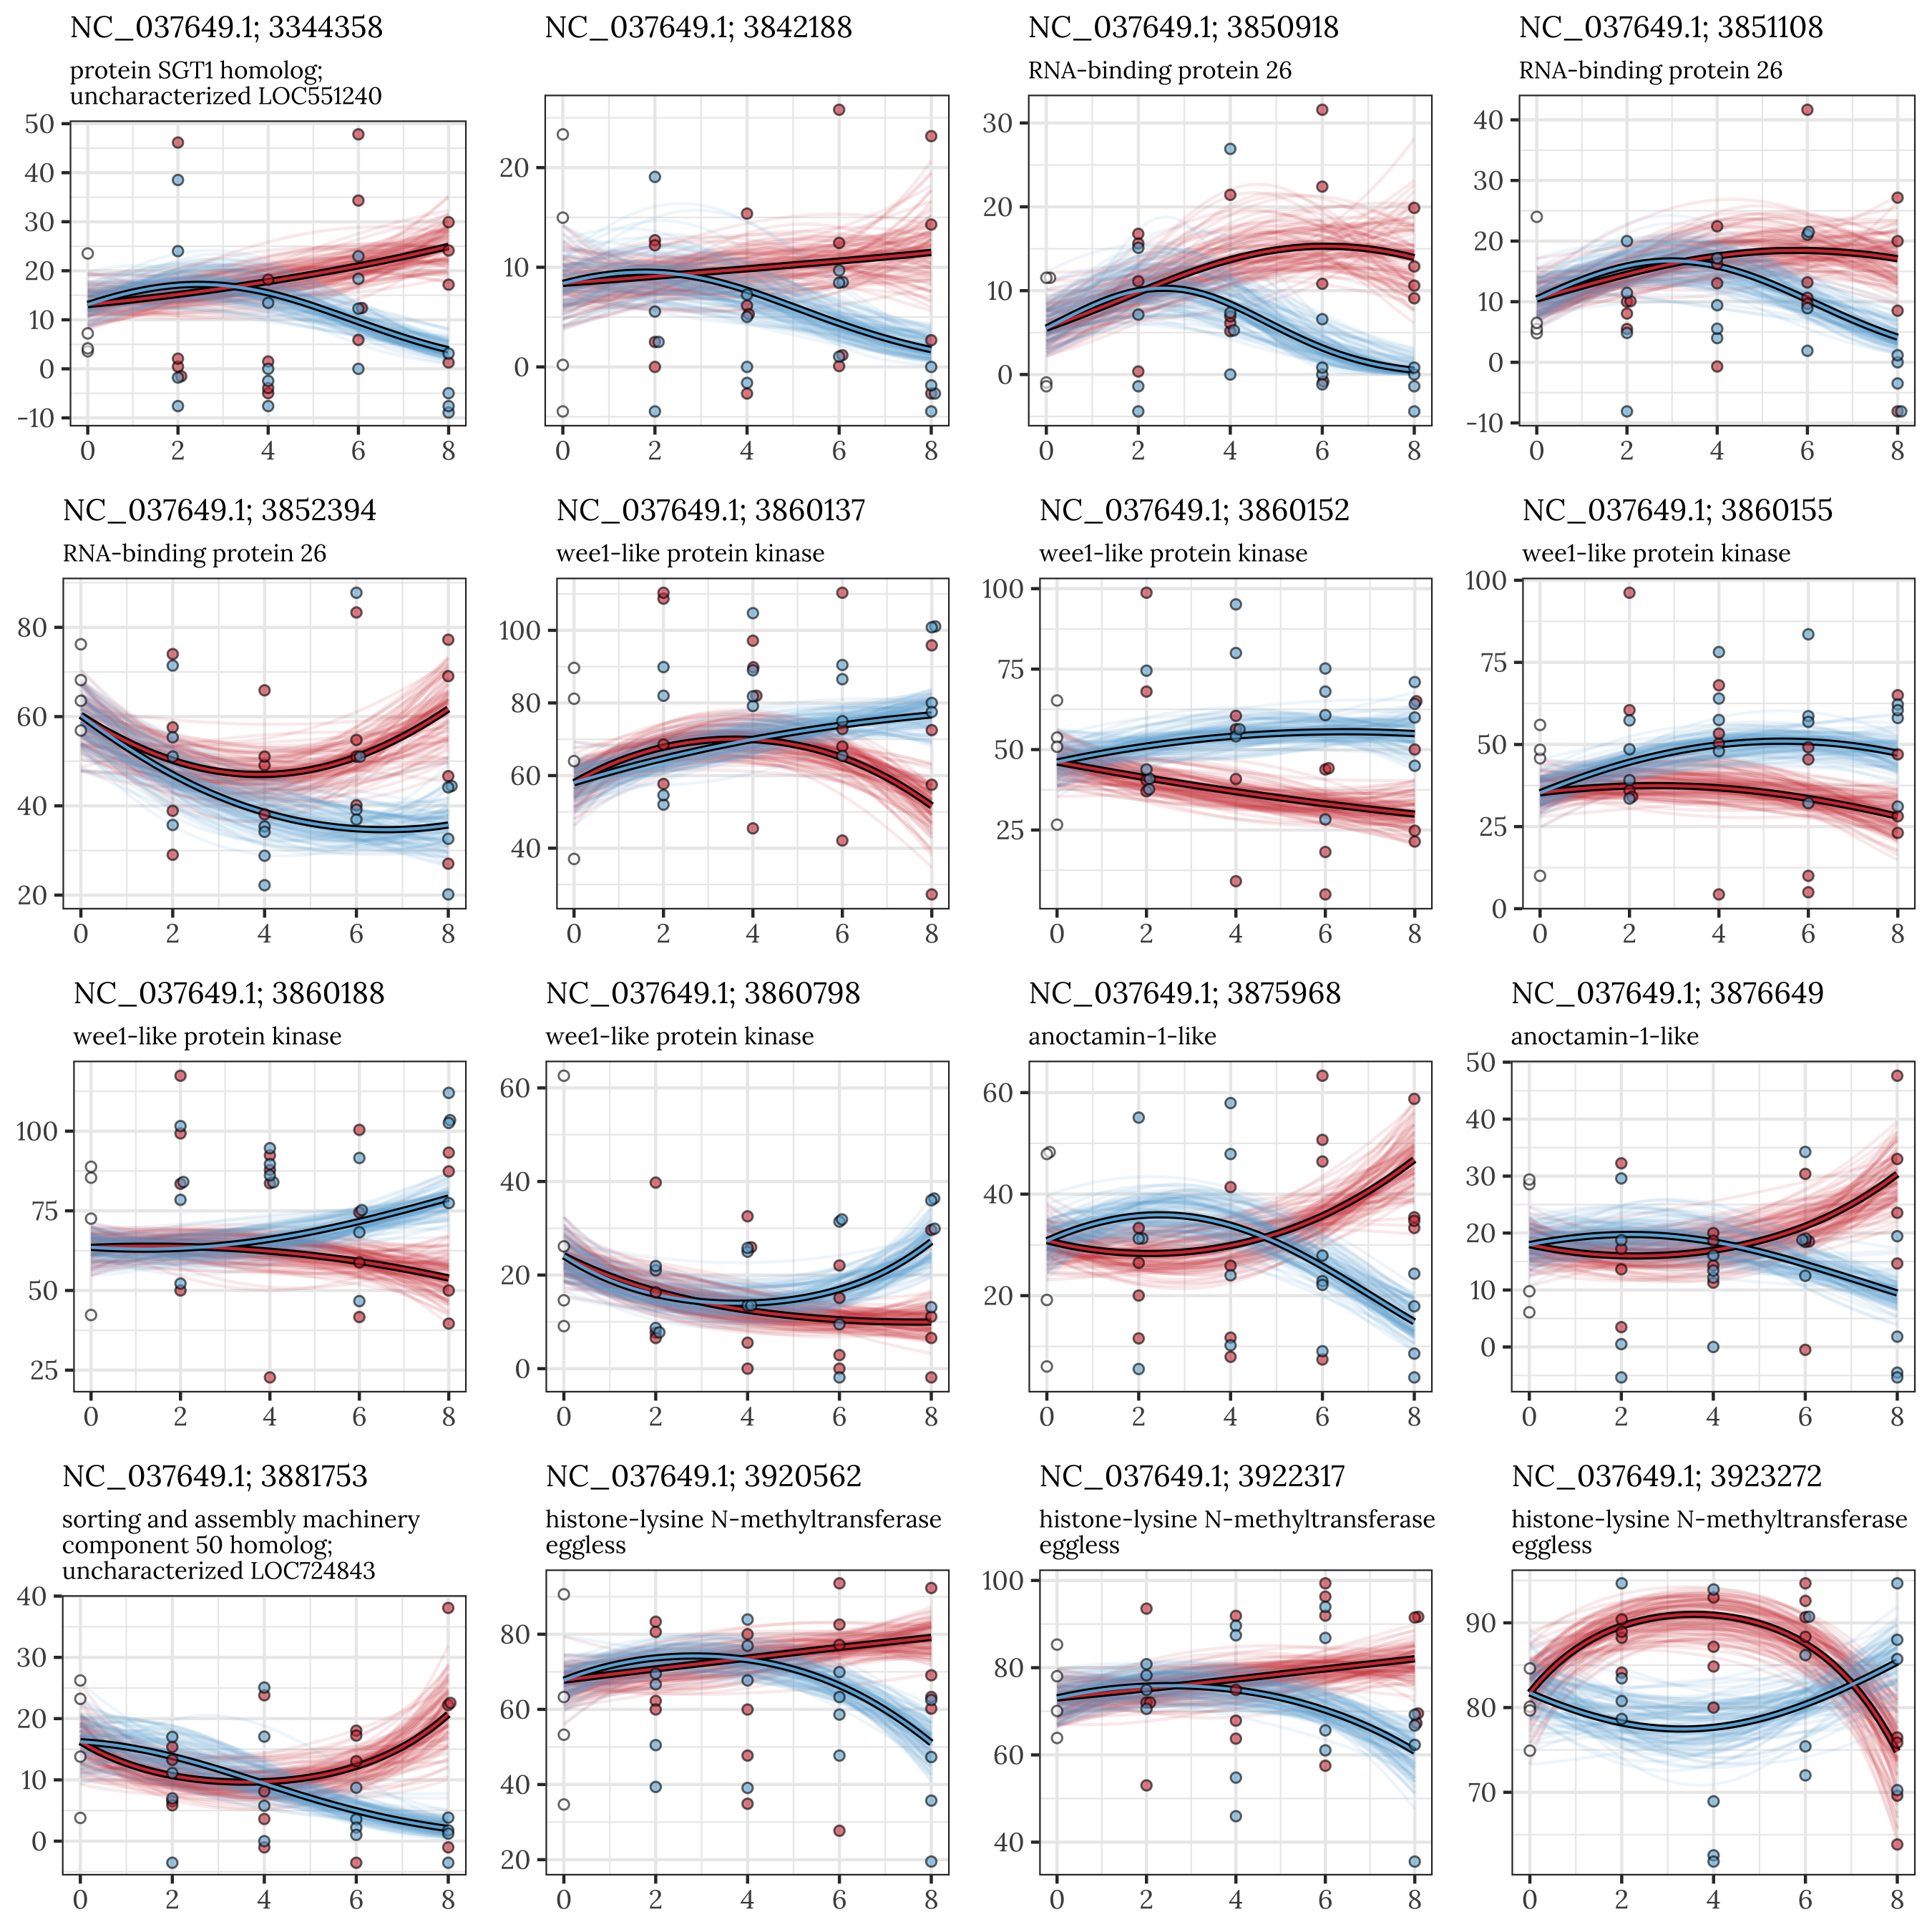 NC_037649.1; 3344358
protein SGT1 homolog;
uncharacterized LOC551240
50
40
30
20
10
0
-10
0 2 4 6 8
NC_037649.1; 3842188
20
10
0
0 2 4 6 8
NC_037649.1; 3850918
RNA-binding protein 26
30
20
10
0
0 2 4 6 8
NC_037649.1; 3851108
RNA-binding protein 26
40
30
20
10
0
-10
0 2 4 6 8
NC_037649.1; 3852394
RNA-binding protein 26
80
60
40
20
0 2 4 6 8
NC_037649.1; 3860137
wee1-like protein kinase
100
80
60
40
0 2 4 6 8
NC_037649.1; 3860152
wee1-like protein kinase
100
75
50
25
0 2 4 6 8
NC_037649.1; 3860155
wee1-like protein kinase
100
75
50
25
0
0 2 4 6 8
NC_037649.1; 3860188
wee1-like protein kinase
100
75
50
25
0 2 4 6 8
NC_037649.1; 3860798
wee1-like protein kinase
60
40
20
0
0 2 4 6 8
NC_037649.1; 3875968
anoctamin-1-like
60
40
20
0 2 4 6 8
NC_037649.1; 3876649
anoctamin-1-like
50
40
30
20
10
0
0 2 4 6 8
NC_037649.1; 3881753
sorting and assembly machinery
component 50 homolog;
uncharacterized LOC724843
40
30
20
10
0
0 2 4 6 8
NC_037649.1; 3920562
histone-lysine N-methyltransferase
eggless
80
60
40
20
0 2 4 6 8
NC_037649.1; 3922317
histone-lysine N-methyltransferase
eggless
100
80
60
40
0 2 4 6 8
NC_037649.1; 3923272
histone-lysine N-methyltransferase
eggless
90
80
70
0 2 4 6 8